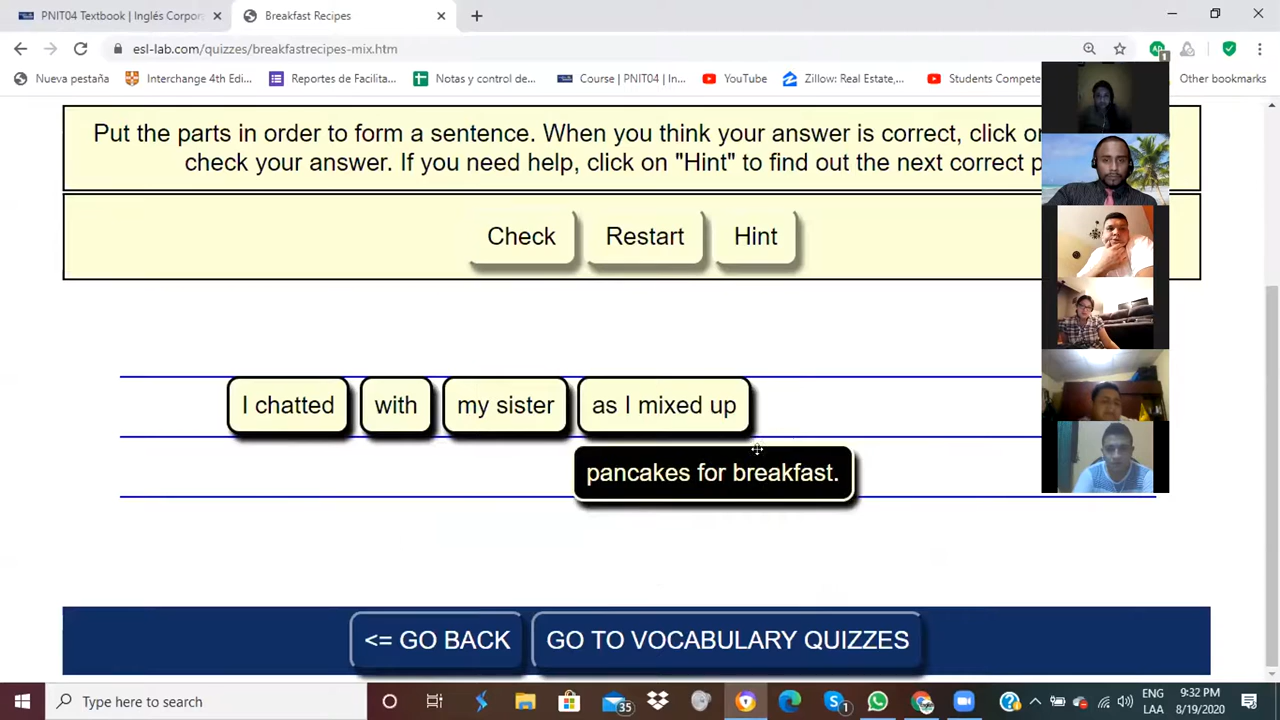 PNIT04 Textbook | Inglés Corpor
Breakfast Recipes
esl-lab.com/quizzes/breakfastrecipes-mix.htm
Nueva pestaña
Interchange 4th Edi...
Reportes de Facilita...
Notas y control de...
Course | PNIT04 | In...
YouTube
Zillow: Real Estate,...
Students Compete
Other bookmarks
Put the parts in order to form a sentence. When you think your answer is correct, click o
check your answer. If you need help, click on "Hint" to find out the next correct p
Check Restart Hint
I chatted with my sister as I mixed up
pancakes for breakfast.
<= GO BACK GO TO VOCABULARY QUIZZES
Type here to search
35
1
ENG
LAA
9:32 PM
8/19/2020